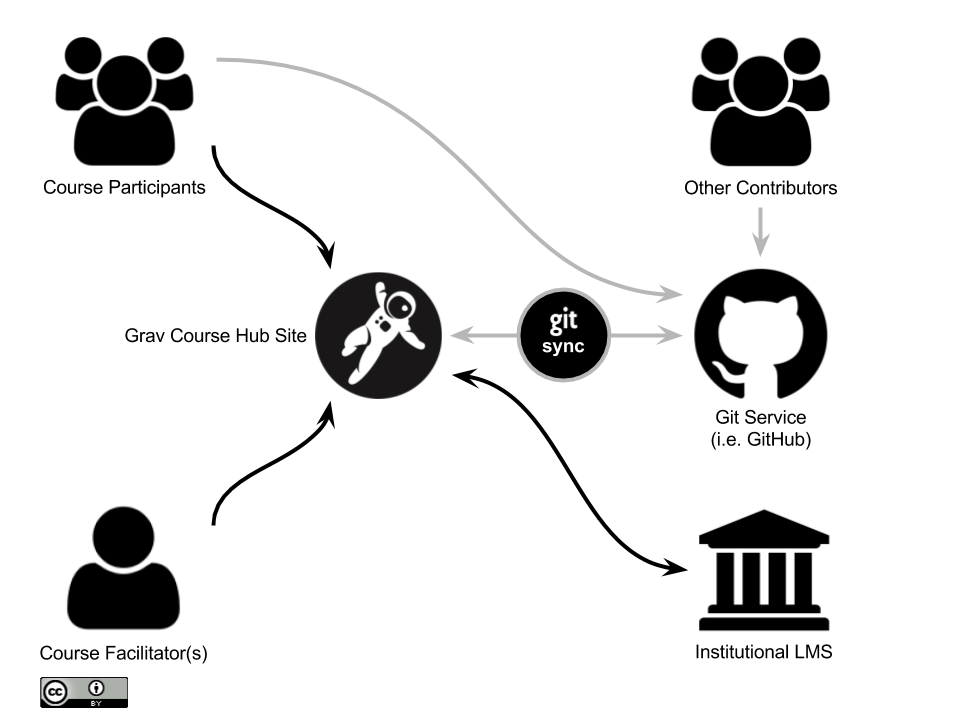 Course Participants
Other Contributors
Grav Course Hub Site
git
sync
Git Service
(i.e. GitHub)
Course Facilitator(s)
Institutional LMS
cc
BY